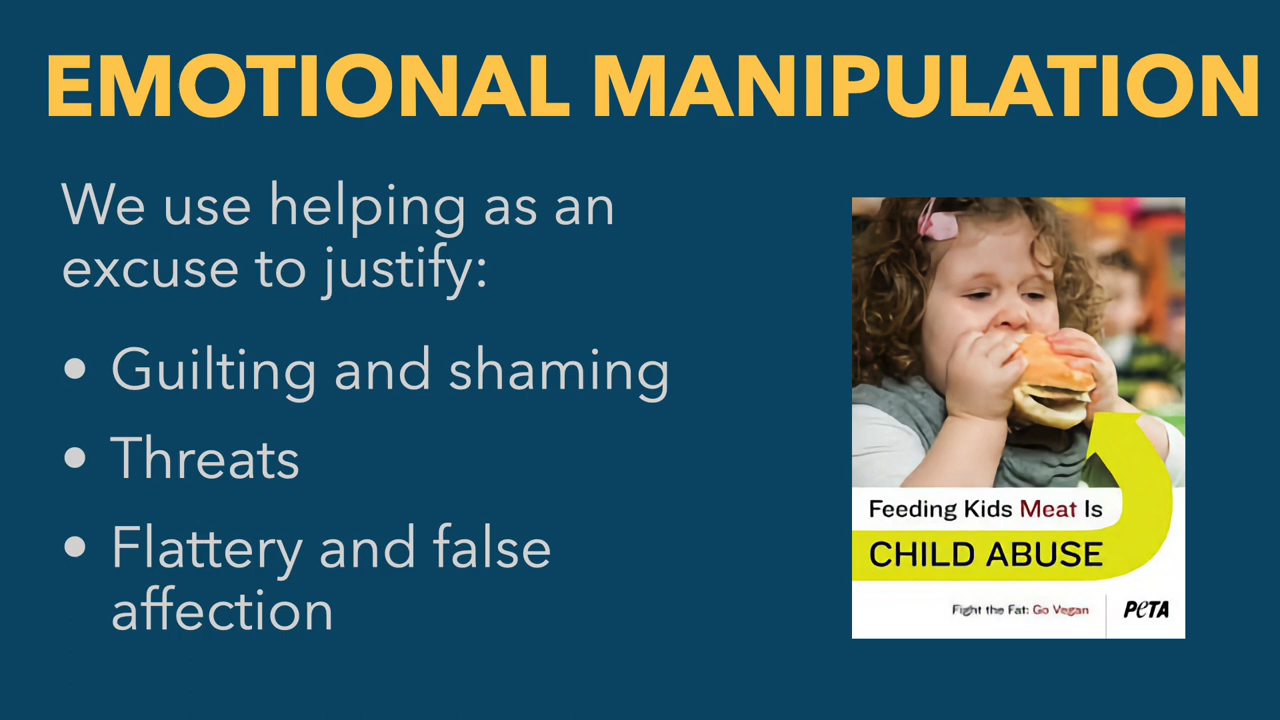 EMOTIONAL MANIPULATION
We use helping as an
excuse to justify:
• Guilting and shaming
• Threats
• Flattery and false
affection
Feeding Kids Meat Is
CHILD ABUSE
Fight the Fat: Go Vegan
PETA